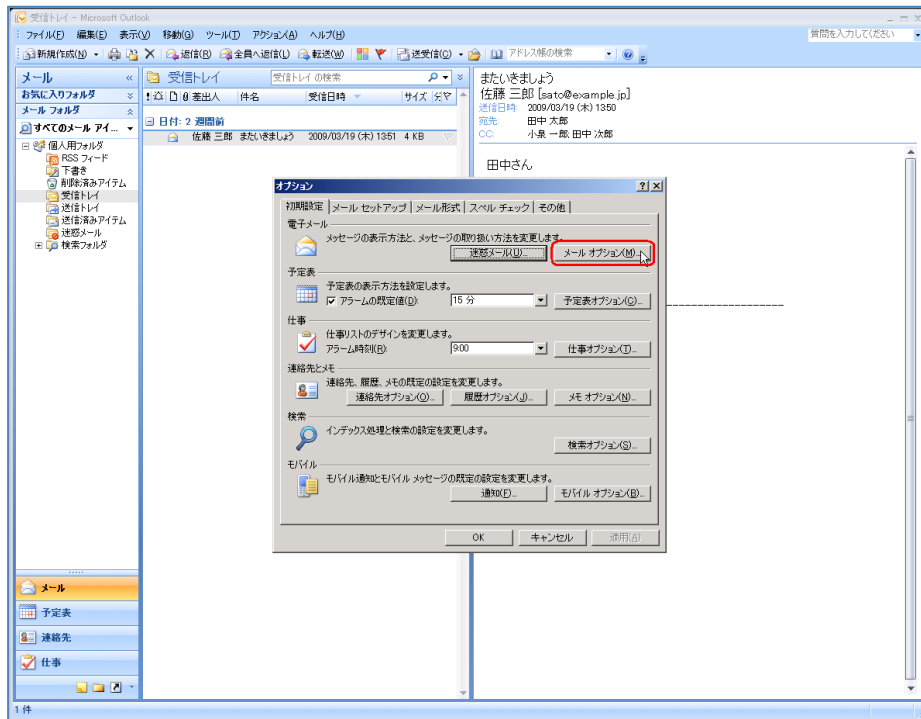 受信トレイ - Microsoft Outlook
ファイル(F) 編集(E) 表示(V) 移動(G) ツール(T) アクション(A) ヘルプ(H)
質問を入力してください
新規作成(N) 返信(R) 全員へ返信(L) 転送(W) 送受信(C) アドレス帳の検索
メール
お気に入りフォルダ
メール フォルダ
すべてのメール アイ...
個人用フォルダ
RSS フィード
下書き
削除済みアイテム
受信トレイ
送信トレイ
送信済みアイテム
迷惑メール
検索フォルダ
メール
予定表
連絡先
仕事
1 件
受信トレイ
受信トレイ の検索
差出人 件名 受信日時 サイズ 分
日付: 2 週間前
佐藤 三郎 またいきましょう 2009/03/19 (木) 13:51 4 KB
またいきましょう
佐藤 三郎 [sato@example.jp]
送信日時: 2009/03/19 (木) 13:50
宛先: 田中 太郎
CC: 小泉 一郎; 田中 次郎
田中さん
オプション
初期設定 メール セットアップ メール形式 スペル チェック その他
電子メール
メッセージの表示方法と、メッセージの取り扱い方法を変更します。
迷惑メール(U)... メール オプション(M)...
予定表
予定表の表示方法を設定します。
アラームの既定値(D): 15 分 予定表オプション(C)...
仕事
仕事リストのデザインを変更します。
アラーム時刻(R): 9:00 仕事オプション(T)...
連絡先とメモ
連絡先、履歴、メモの既定の設定を変更します。
連絡先オプション(O)... 履歴オプション(J)... メモ オプション(N)...
検索
インデックス処理と検索の設定を変更します。
検索オプション(S)...
モバイル
モバイル通知とモバイル メッセージの既定の設定を変更します。
通知(F)... モバイル オプション(B)...
OK キャンセル 適用(A)